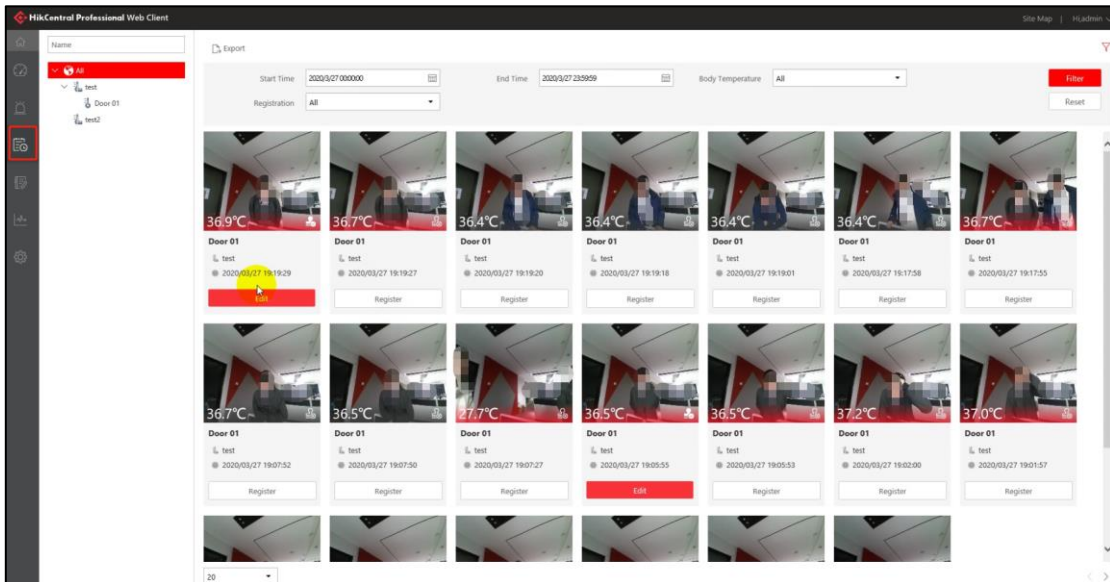 HikCentral Professional Web Client
Site Map | Hi,admin
Name
Export
All
test
Door 01
test2
Start Time 2020/3/27 00:00:00 End Time 2020/3/27 23:59:59 Body Temperature All Filter
Registration All Reset
36.9°C 36.7°C 36.4°C 36.4°C 36.4°C 36.4°C 36.7°C
Door 01 Door 01 Door 01 Door 01 Door 01 Door 01 Door 01
test test test test test test test
2020/03/27 19:19:29 2020/03/27 19:19:27 2020/03/27 19:19:20 2020/03/27 19:19:18 2020/03/27 19:19:01 2020/03/27 19:17:58 2020/03/27 19:17:55
Edit Register Register Register Register Register Register
36.7°C 36.5°C 27.7°C 36.5°C 36.5°C 37.2°C 37.0°C
Door 01 Door 01 Door 01 Door 01 Door 01 Door 01 Door 01
test test test test test test test
2020/03/27 19:07:52 2020/03/27 19:07:50 2020/03/27 19:07:27 2020/03/27 19:05:55 2020/03/27 19:05:53 2020/03/27 19:02:00 2020/03/27 19:01:57
Register Register Register Edit Register Register Register
20